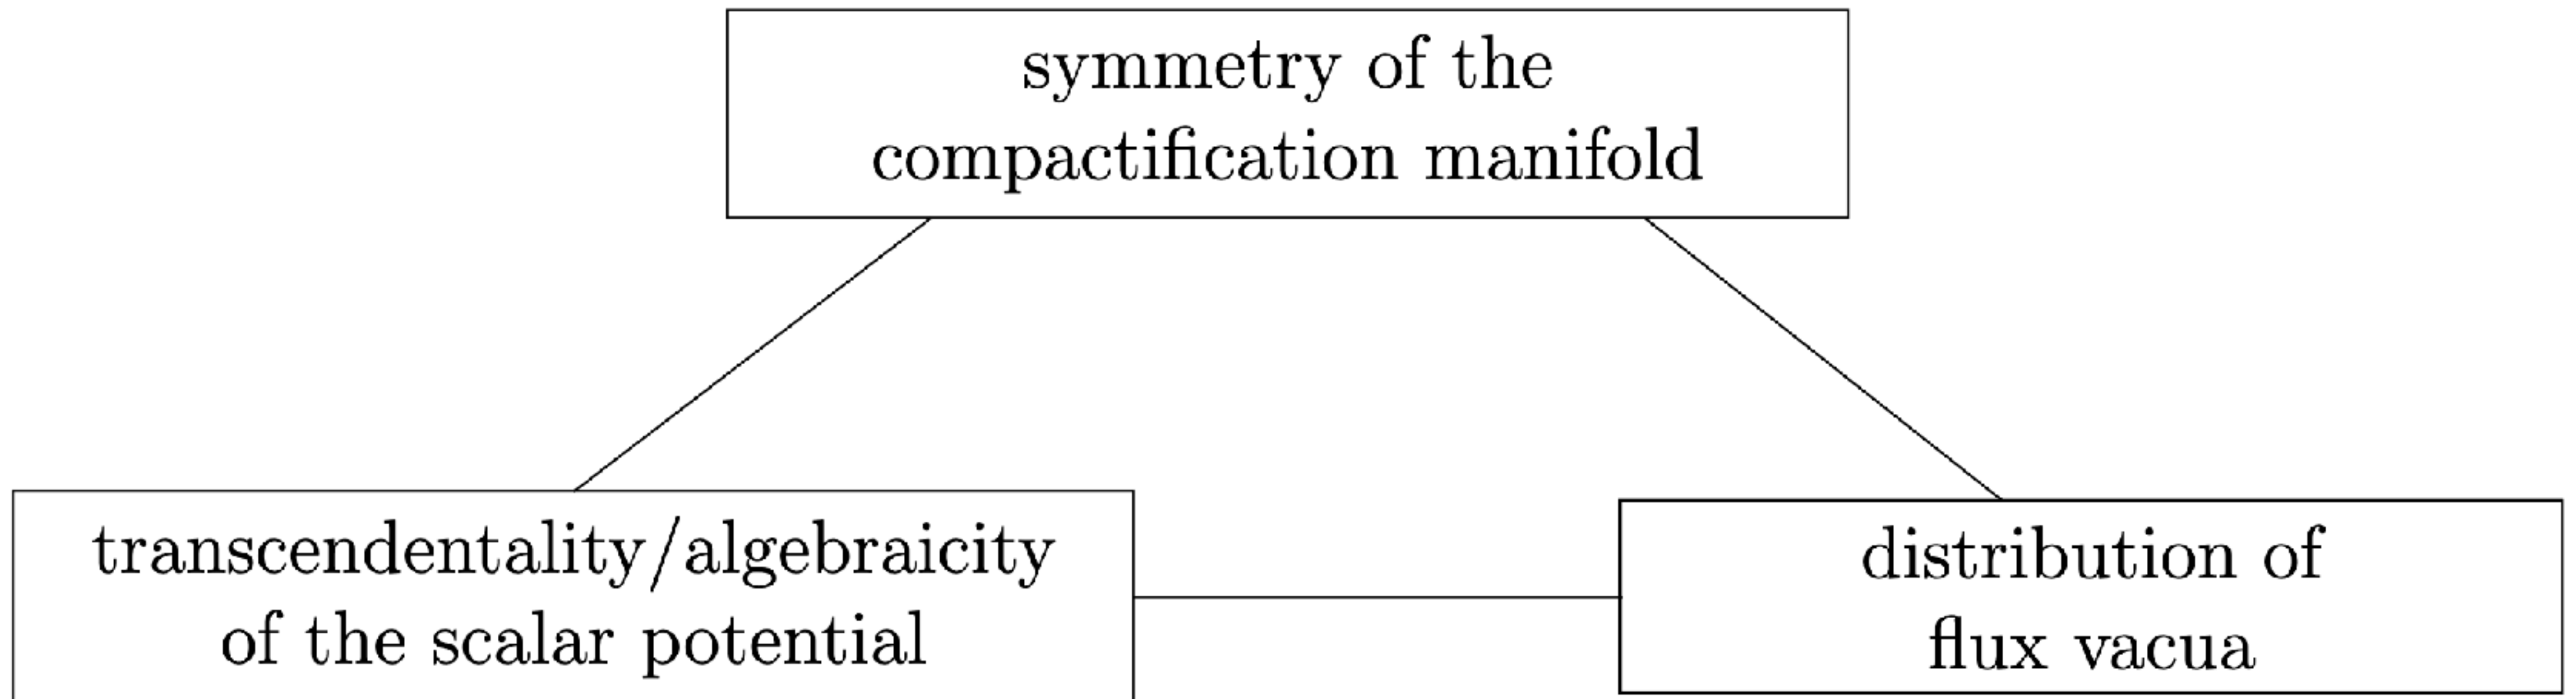 symmetry of the
compactification manifold
transcendentality/algebraicity
of the scalar potential
distribution of
flux vacua